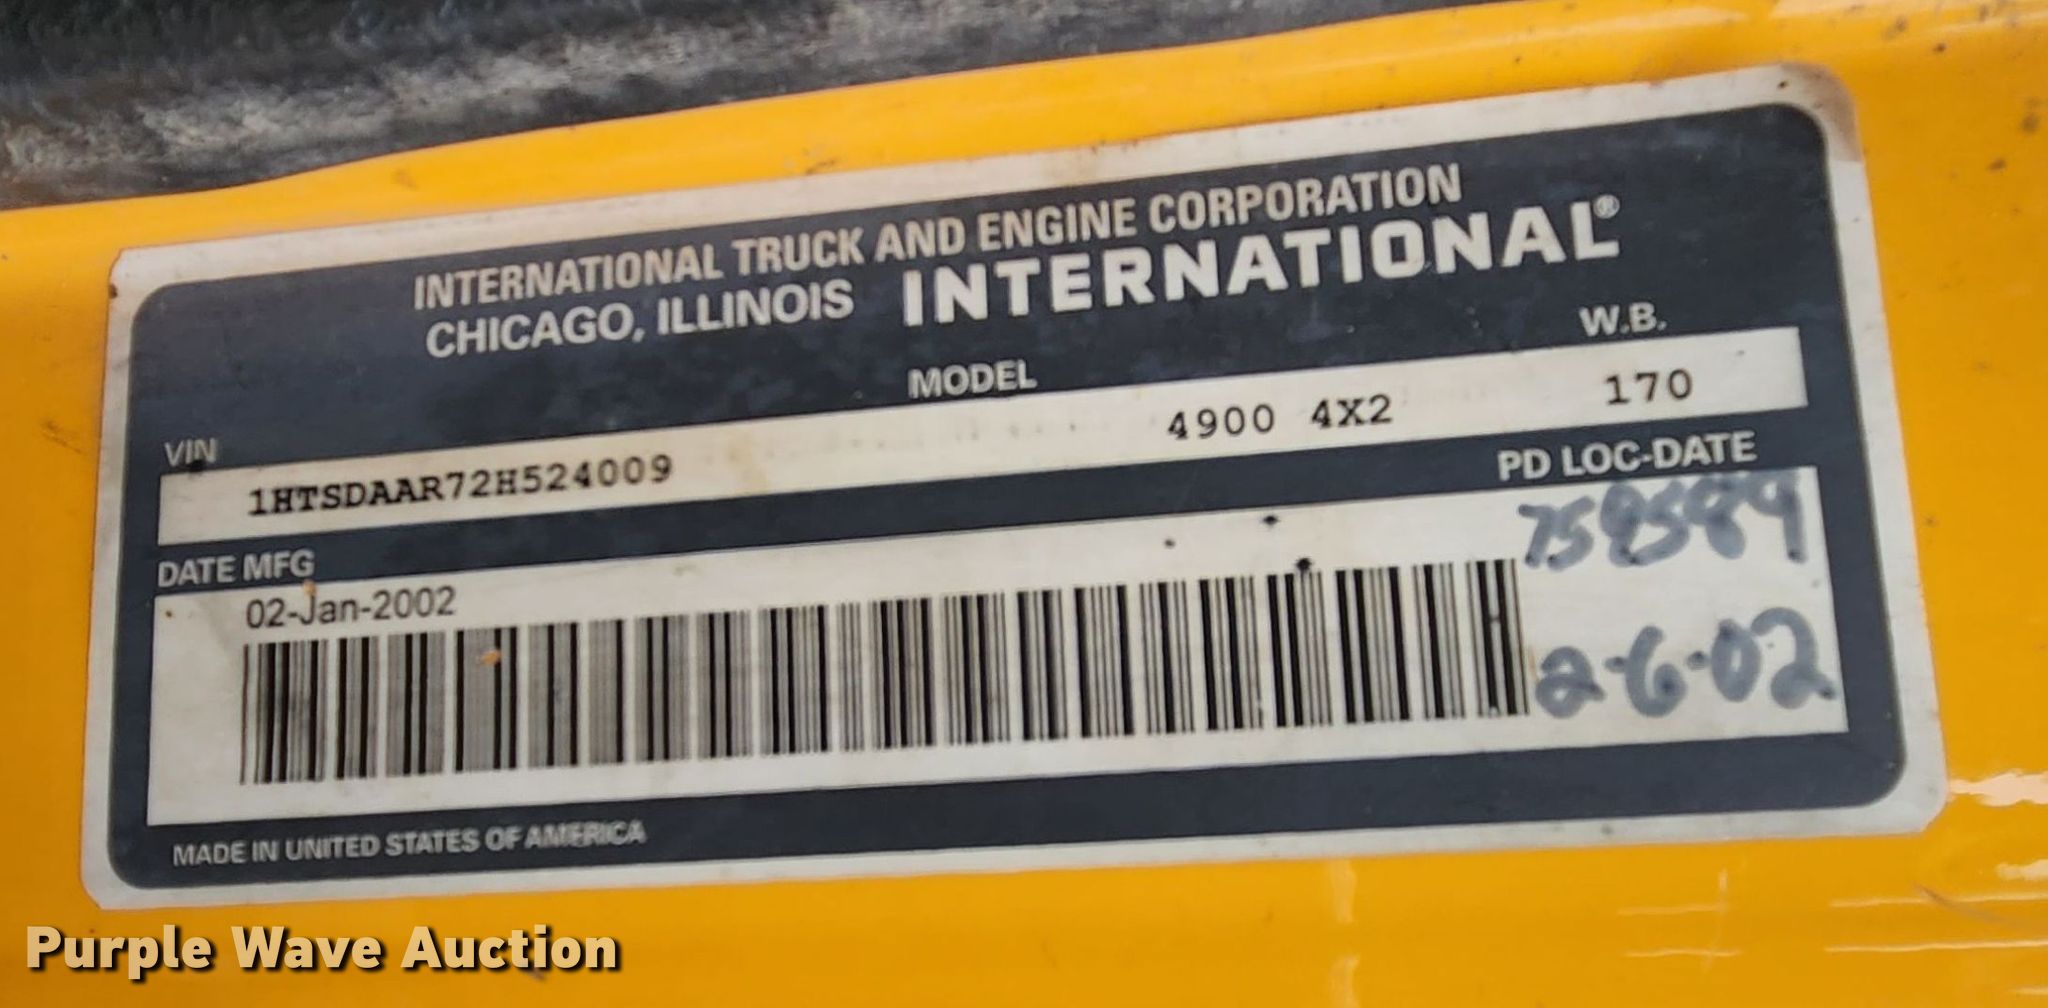 INTERNATIONAL TRUCK AND ENGINE CORPORATION
CHICAGO, ILLINOIS INTERNATIONAL®
VIN MODEL W.B.
1HTSDAAR72H524009 4900 4X2 170
DATE MFG PD LOC-DATE
02-Jan-2002
2-6-02
MADE IN UNITED STATES OF AMERICA
Purple Wave Auction